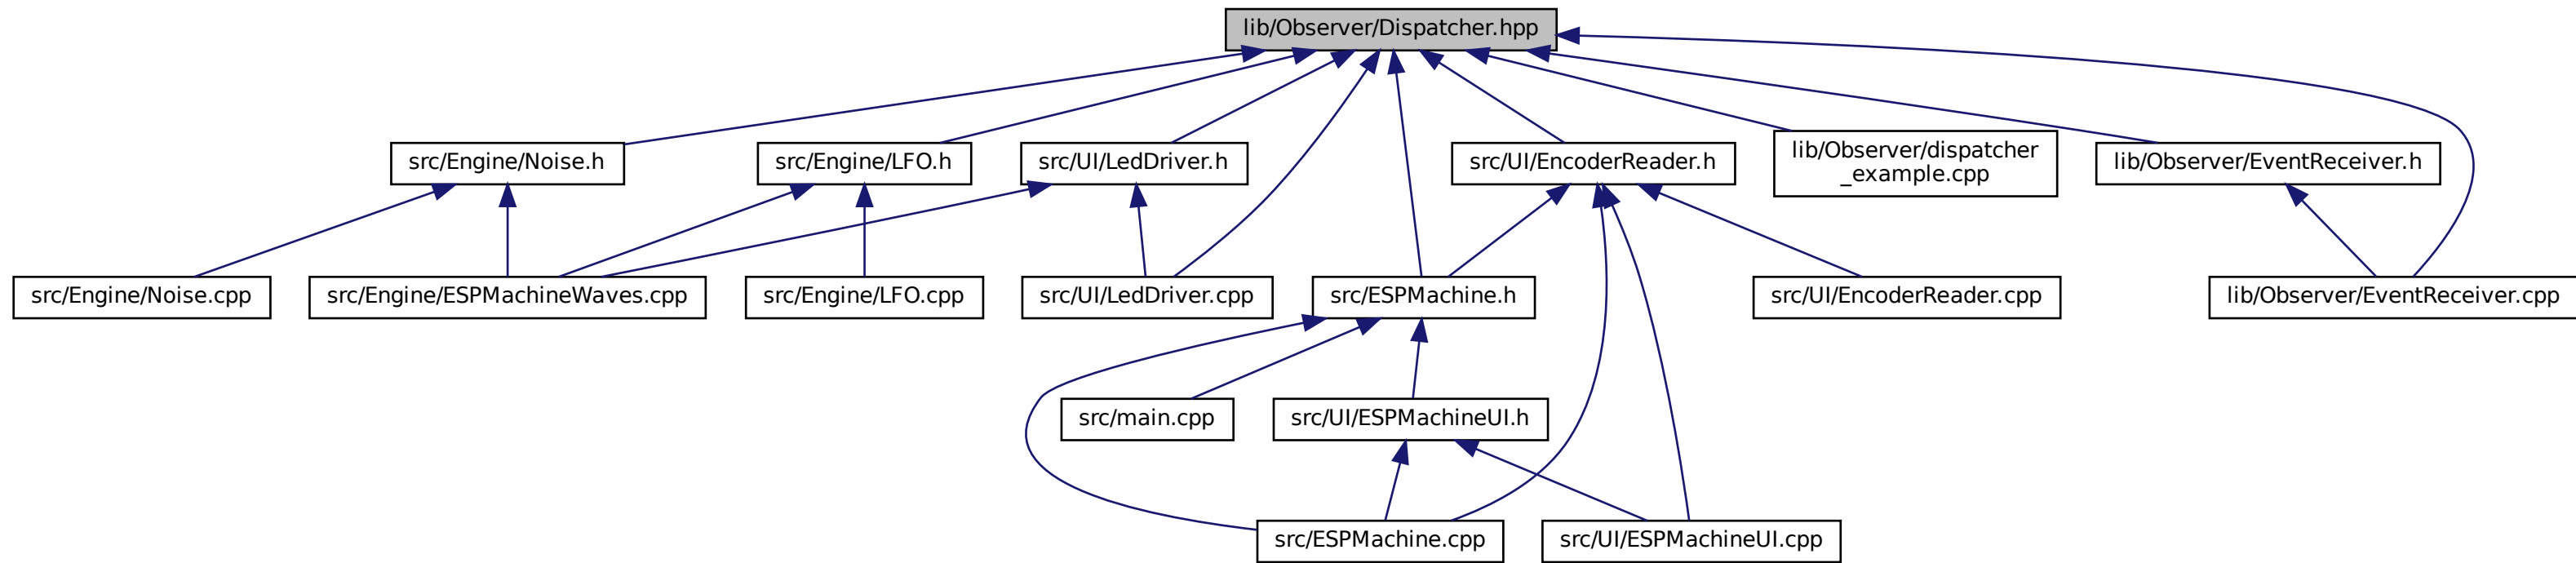 lib/Observer/Dispatcher.hpp
src/Engine/Noise.h
src/Engine/LFO.h
src/UI/LedDriver.h
src/UI/EncoderReader.h
lib/Observer/dispatcher
_example.cpp
lib/Observer/EventReceiver.h
src/Engine/Noise.cpp
src/Engine/ESPMachineWaves.cpp
src/Engine/LFO.cpp
src/UI/LedDriver.cpp
src/ESPMachine.h
src/UI/EncoderReader.cpp
lib/Observer/EventReceiver.cpp
src/main.cpp
src/UI/ESPMachineUI.h
src/ESPMachine.cpp
src/UI/ESPMachineUI.cpp